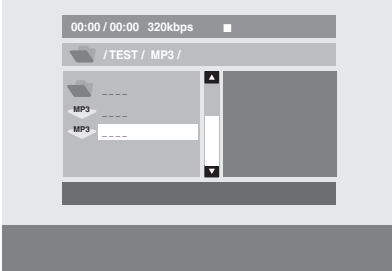 00:00 / 00:00 320kbps
/ TEST / MP3 /
_ _ _ _
MP3 _ _ _ _
MP3 _ _ _ _